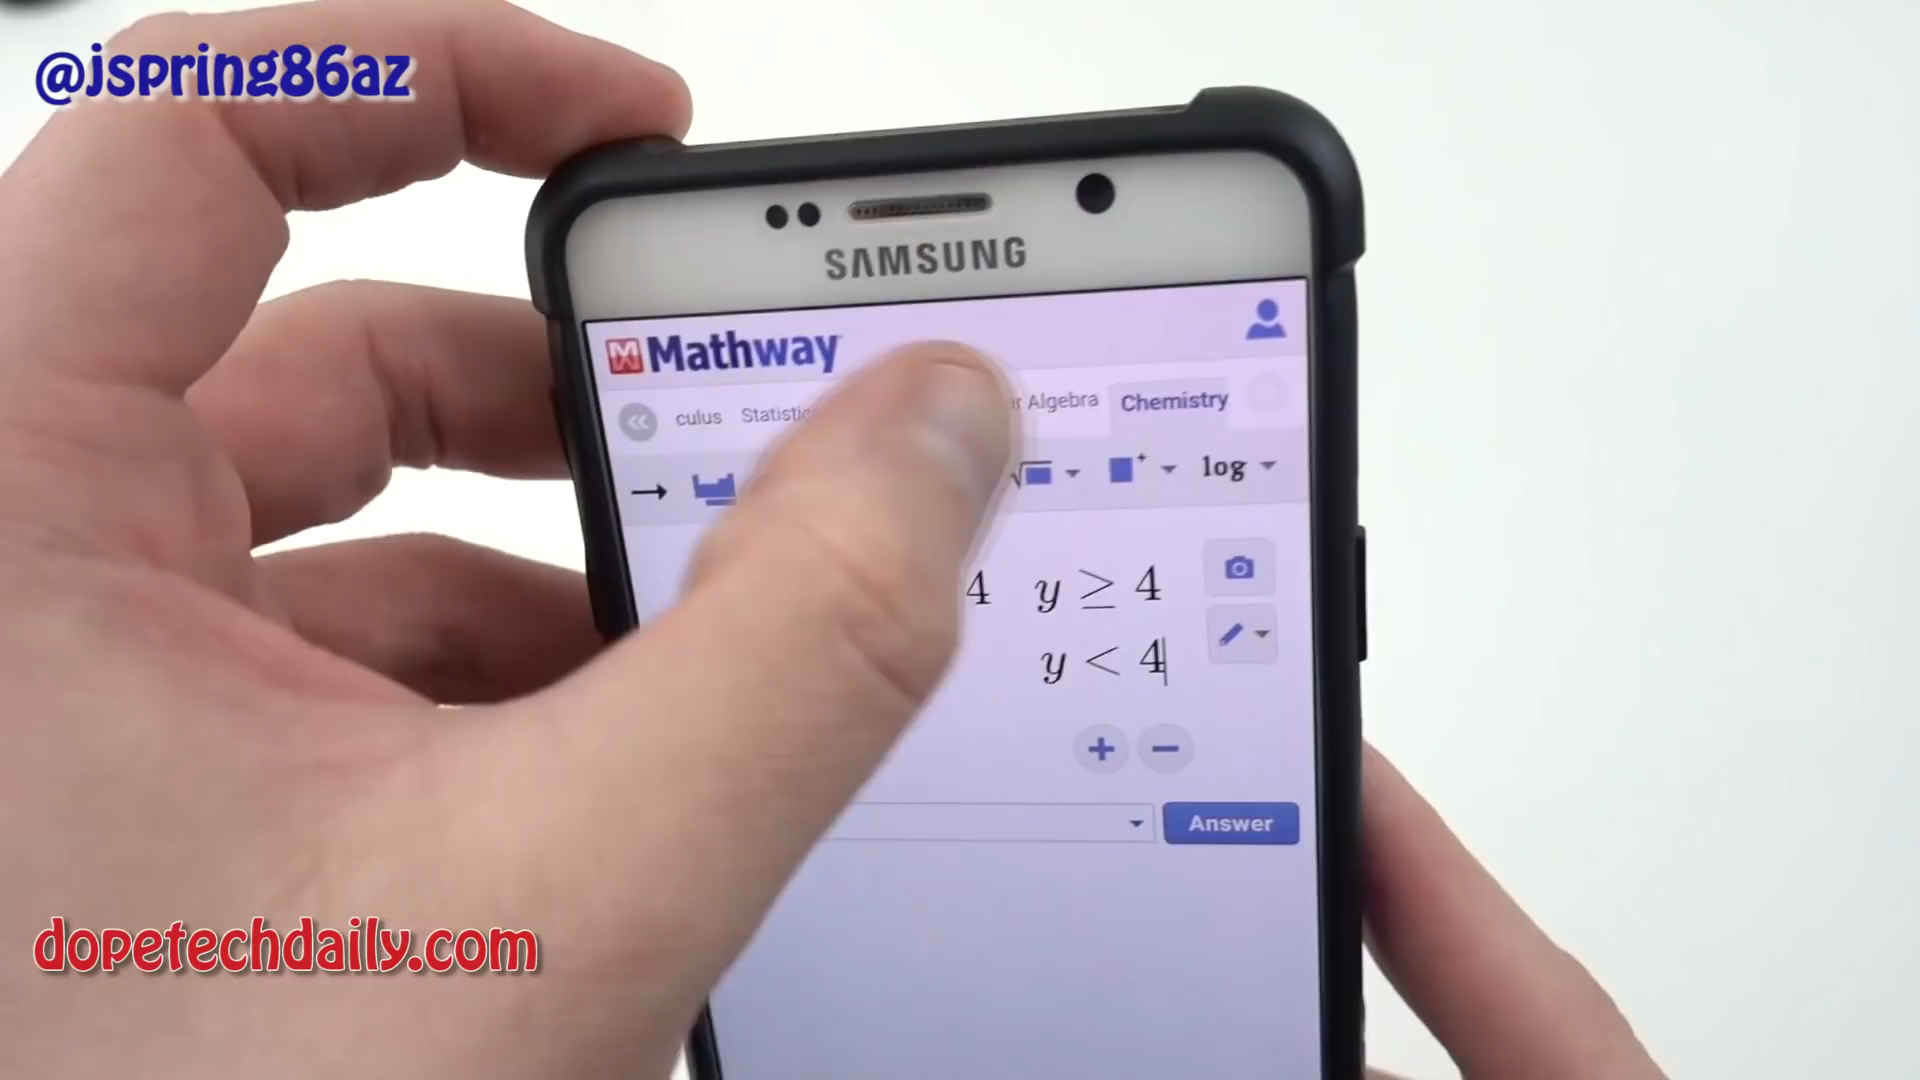 @jspring86az
SAMSUNG
Mathway
culus Statistic r Algebra Chemistry
log
4 y ≥ 4
y < 4
+ −
Answer
dopetechdaily.com